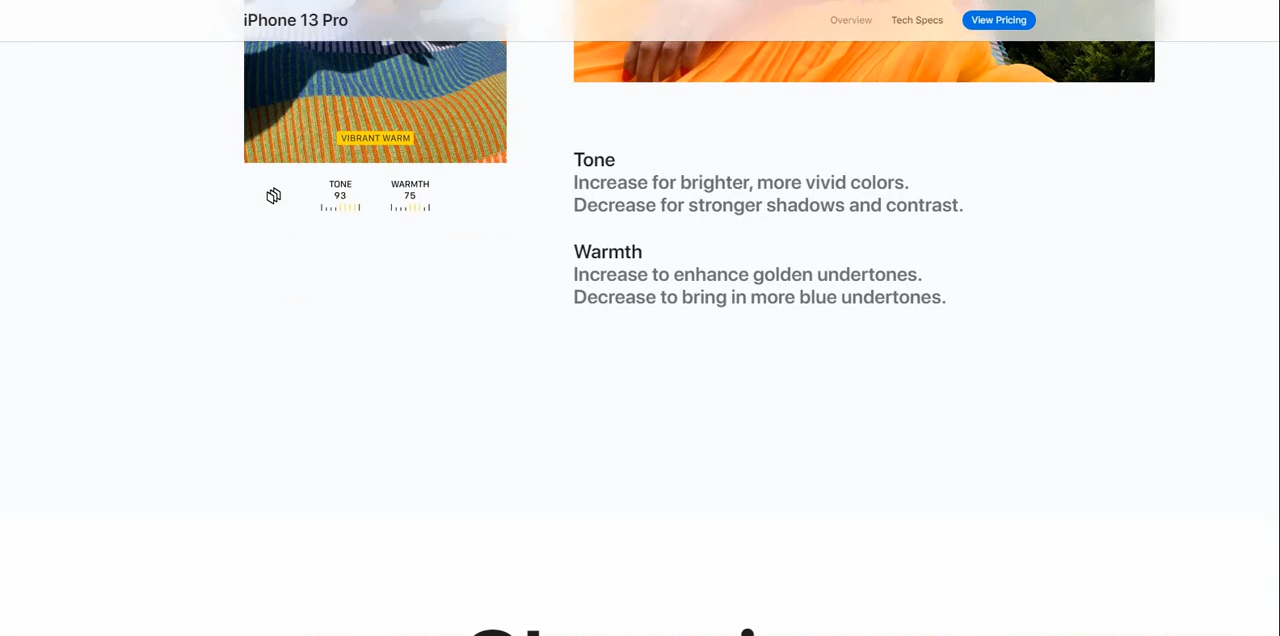 iPhone 13 Pro
Overview
Tech Specs
View Pricing
VIBRANT WARM
TONE
93
WARMTH
75
Tone
Increase for brighter, more vivid colors.
Decrease for stronger shadows and contrast.
Warmth
Increase to enhance golden undertones.
Decrease to bring in more blue undertones.